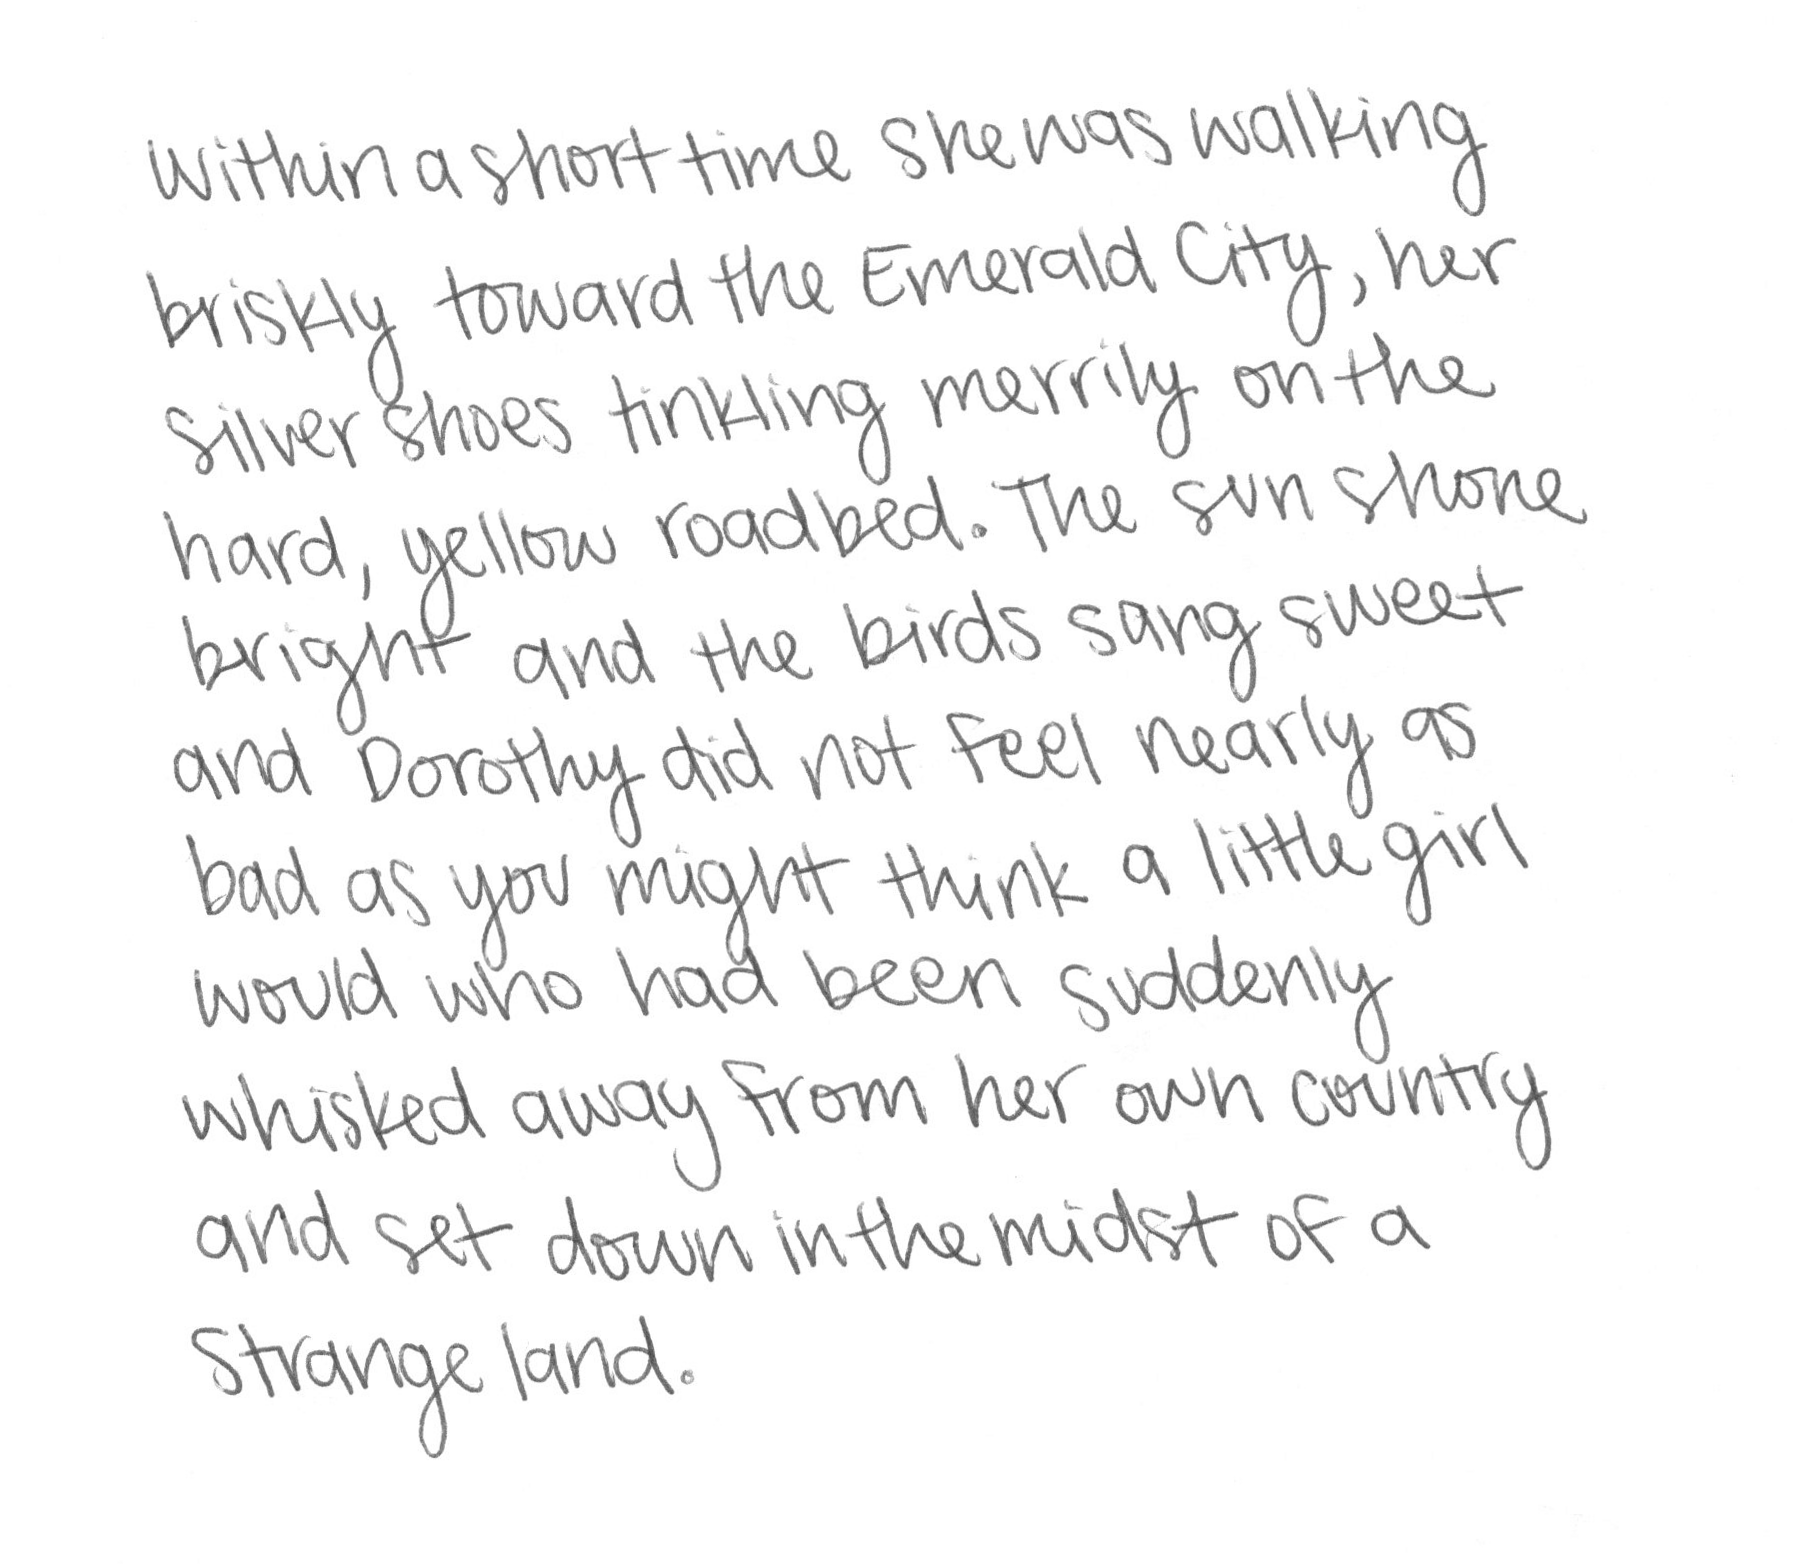 Within a short time she was walking
briskly toward the Emerald City, her
silver shoes tinkling merrily on the
hard, yellow roadbed. The sun shone
bright and the birds sang sweet
and Dorothy did not feel nearly as
bad as you might think a little girl
would who had been suddenly
whisked away from her own country
and set down in the midst of a
strange land.